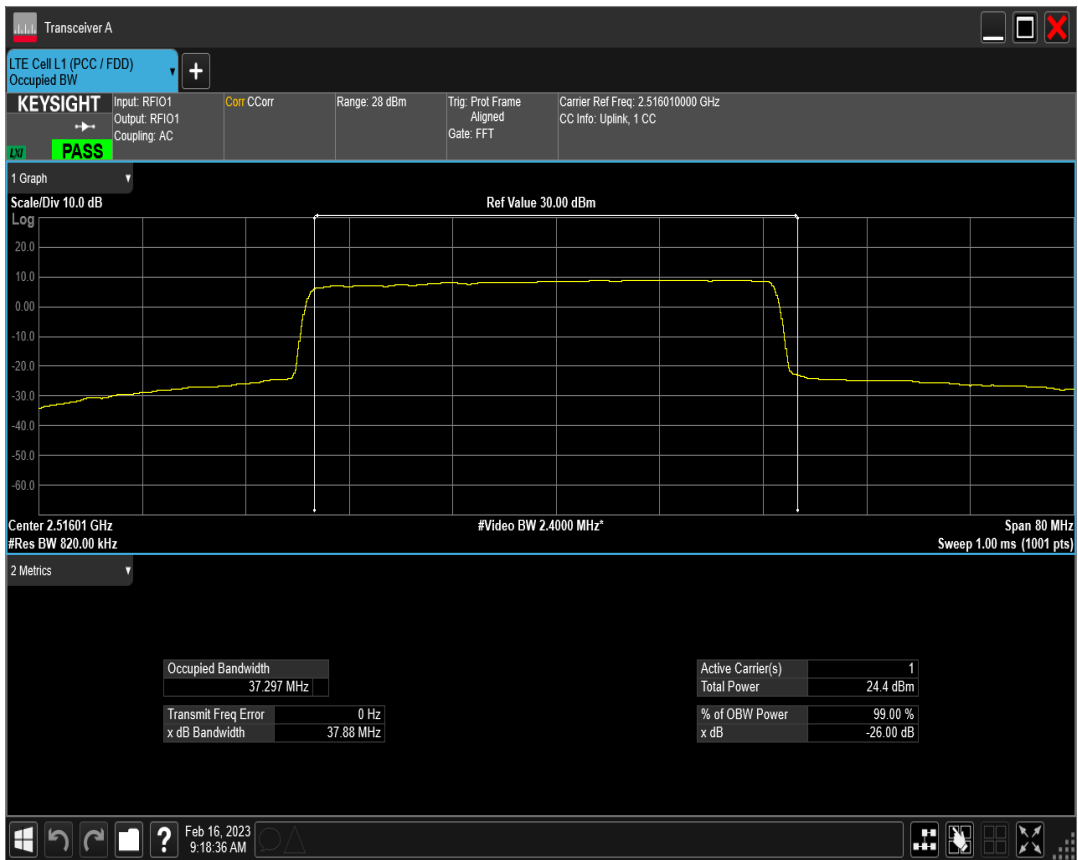 Transceiver A
LTE Cell L1 (PCC / FDD)
Occupied BW
+
KEYSIGHT
LXI
PASS
Input: RFIO1
Output: RFIO1
Coupling: AC
Corr CCorr
Range: 28 dBm
Trig: Prot Frame
Aligned
Gate: FFT
Carrier Ref Freq: 2.516010000 GHz
CC Info: Uplink, 1 CC
1 Graph
Scale/Div 10.0 dB
Ref Value 30.00 dBm
Log
20.0
10.0
0.00
-10.0
-20.0
-30.0
-40.0
-50.0
-60.0
Center 2.51601 GHz
#Video BW 2.4000 MHz*
Span 80 MHz
#Res BW 820.00 kHz
Sweep 1.00 ms (1001 pts)
2 Metrics
Occupied Bandwidth
37.297 MHz
Transmit Freq Error 0 Hz
x dB Bandwidth 37.88 MHz
Active Carrier(s) 1
Total Power 24.4 dBm
% of OBW Power 99.00 %
x dB -26.00 dB
?
Feb 16, 2023
9:18:36 AM